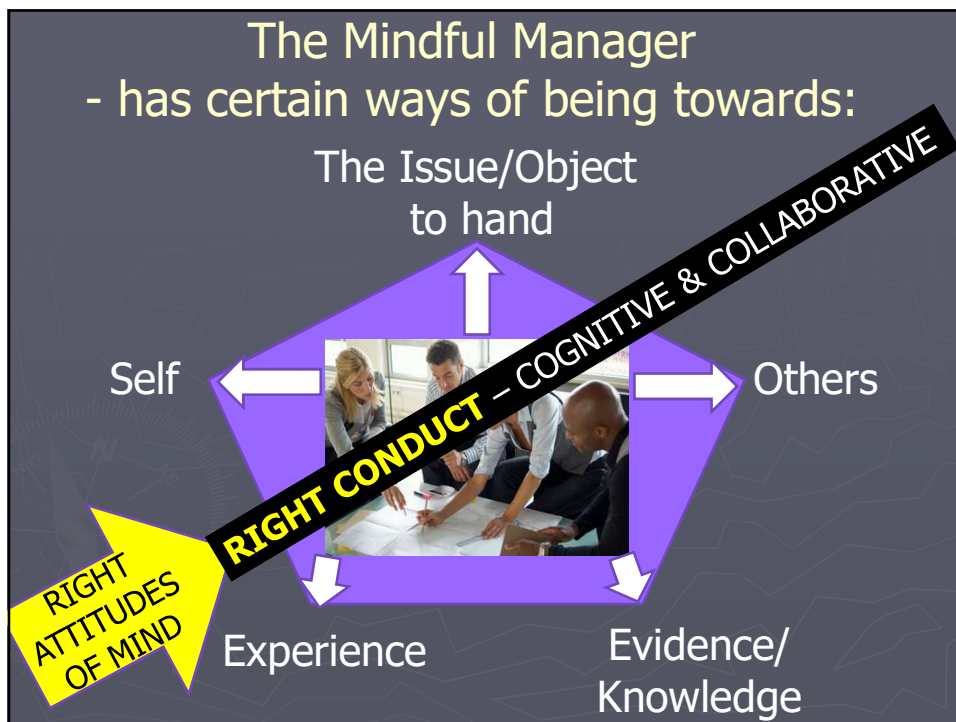 The Mindful Manager
- has certain ways of being towards:
The Issue/Object
to hand
Self
Others
RIGHT CONDUCT – COGNITIVE & COLLABORATIVE
RIGHT
ATTITUDES
OF MIND
Experience
Evidence/
Knowledge